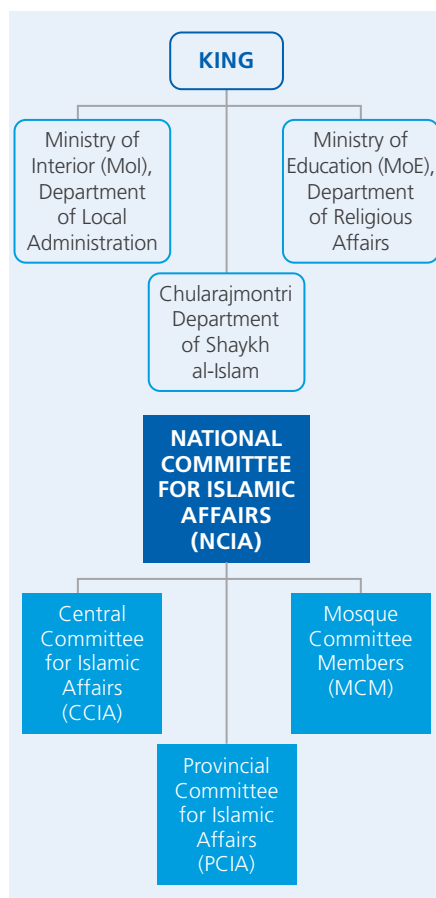 KING
Ministry of
Interior (MoI),
Department
of Local
Administration
Ministry of
Education (MoE),
Department
of Religious
Affairs
Chularajmontri
Department
of Shaykh
al-Islam
NATIONAL
COMMITTEE
FOR ISLAMIC
AFFAIRS
(NCIA)
Central
Committee
for Islamic
Affairs
(CCIA)
Mosque
Committee
Members
(MCM)
Provincial
Committee
for Islamic
Affairs
(PCIA)